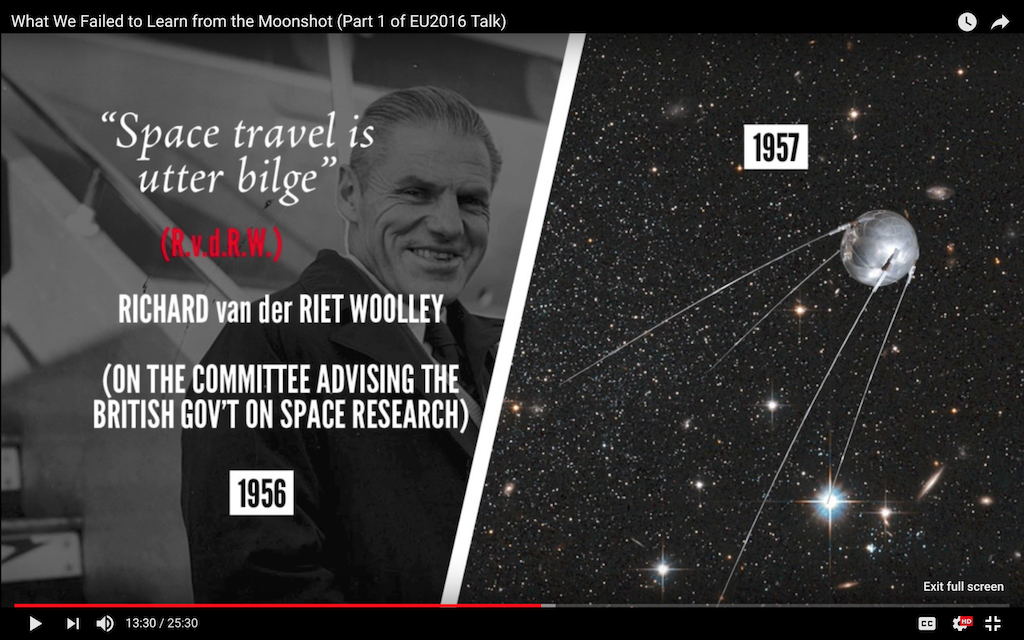 What We Failed to Learn from the Moonshot (Part 1 of EU2016 Talk)
“Space travel is
utter bilge”
(R.v.d.R.W.)
RICHARD van der RIET WOOLLEY
(ON THE COMMITTEE ADVISING THE
BRITISH GOV’T ON SPACE RESEARCH)
1956
1957
Exit full screen
13:30 / 25:30
CC
HD